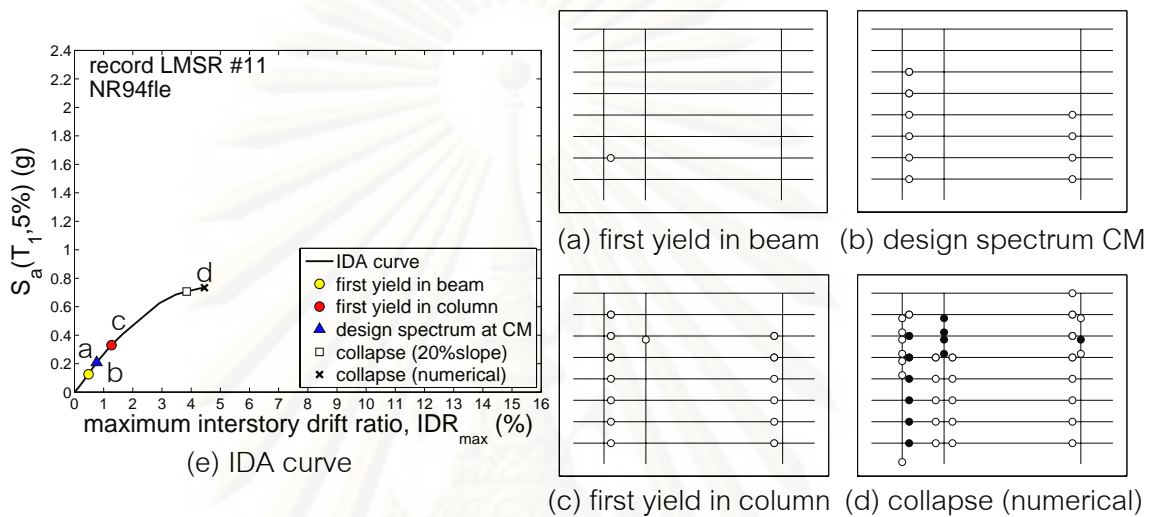 record LMSR #11
NR94fle
2.4
2.2
2
1.8
1.6
1.4
1.2
1
0.8
0.6
0.4
0.2
0
S_a(T_1,5%) (g)
a
b
c
d
IDA curve
first yield in beam
first yield in column
design spectrum at CM
collapse (20%slope)
collapse (numerical)
0 1 2 3 4 5 6 7 8 9 10 11 12 13 14 15 16
maximum interstory drift ratio, IDR_max (%)
(e) IDA curve
(a) first yield in beam
(b) design spectrum CM
(c) first yield in column
(d) collapse (numerical)